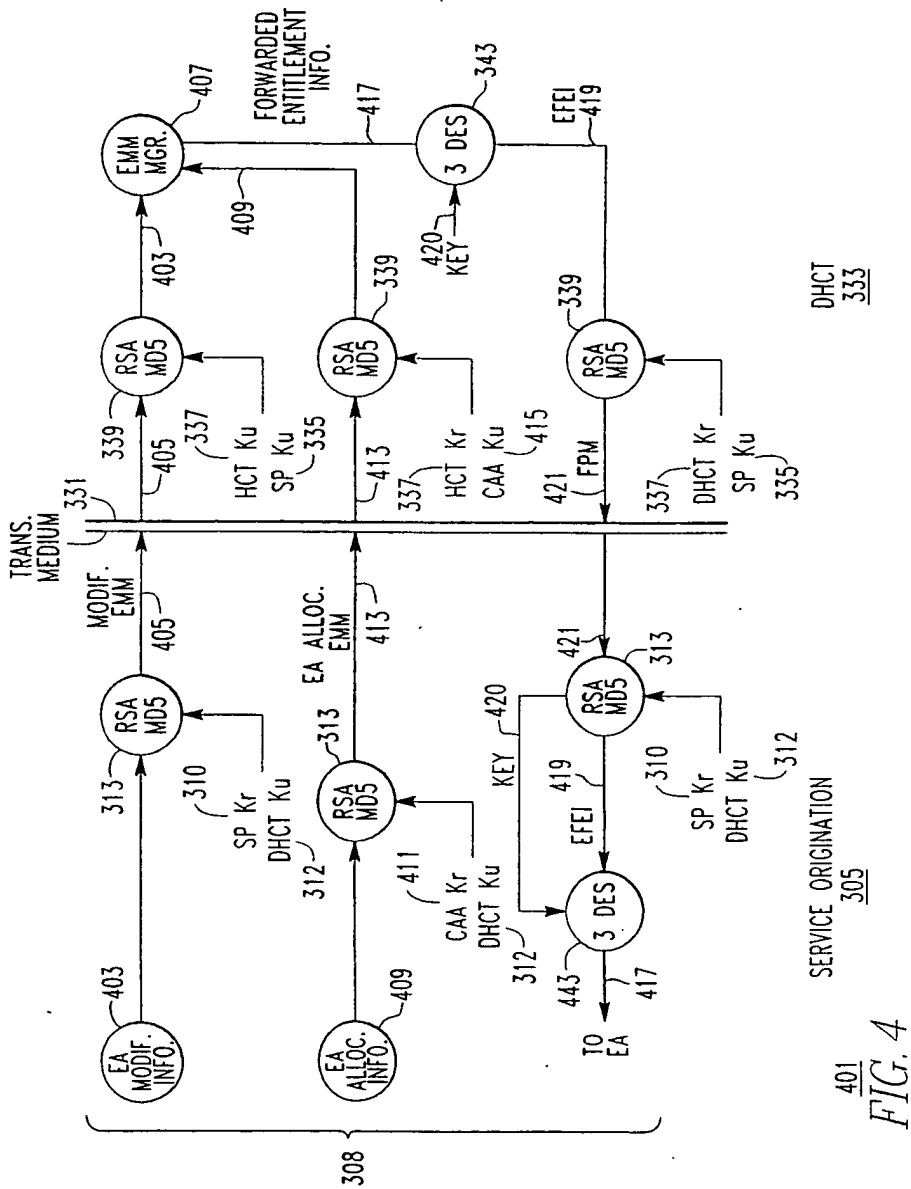 TRANS.
MEDIUM
331
EA
MODIF.
INFO.
403
313
RSA
MD5
MODIF.
EMM
405
310
SP Kr
DHCT Ku
312
405
339
RSA
MD5
403
337
HCT Ku
SP Ku
335
EMM
MGR.
407
409
FORWARDED
ENTITLEMENT
INFO.
417
EA
ALLOC.
INFO.
409
313
RSA
MD5
EA ALLOC.
EMM
413
411
CAA Kr
DHCT Ku
312
413
339
RSA
MD5
337
HCT Kr
CAA Ku
415
420
KEY
3 DES
343
EFEI
419
308
TO
EA
417
443
3 DES
KEY
420
419
EFEI
RSA
MD5
313
421
310
SP Kr
DHCT Ku
312
421
FPM
339
RSA
MD5
337
DHCT Kr
SP Ku
335
SERVICE ORIGINATION
305
DHCT
333
401
FIG. 4